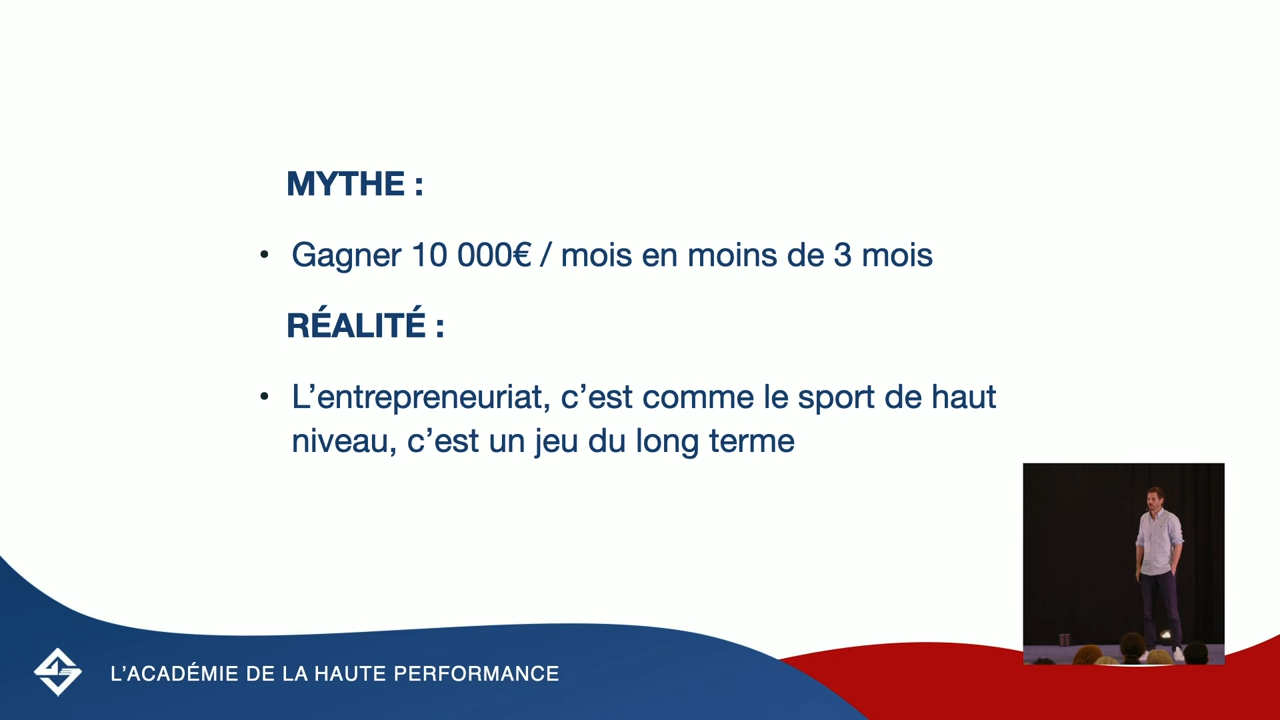 MYTHE :
• Gagner 10 000€ / mois en moins de 3 mois
RÉALITÉ :
• L’entrepreneuriat, c’est comme le sport de haut
niveau, c’est un jeu du long terme
L’ACADÉMIE DE LA HAUTE PERFORMANCE